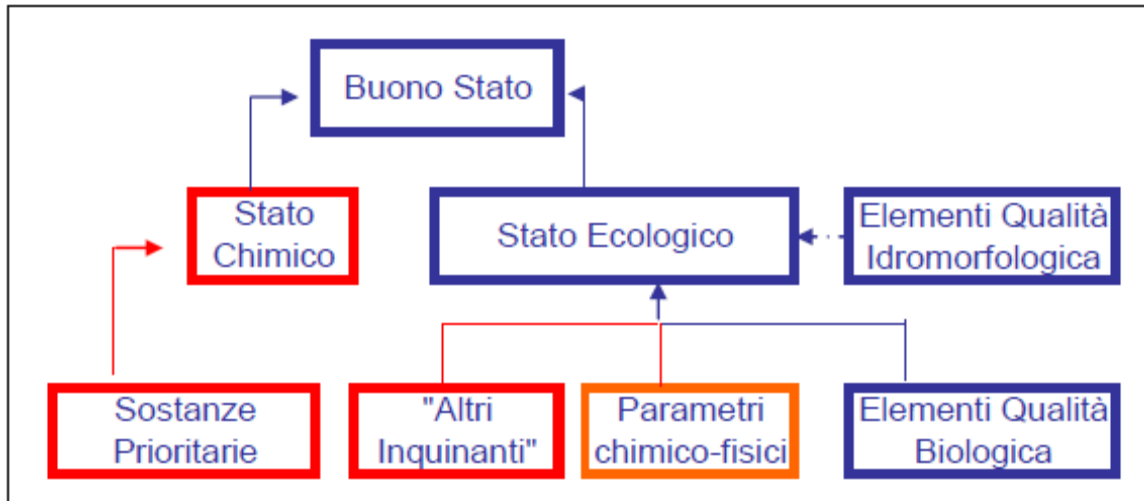 Buono Stato
Stato
Chimico
Stato Ecologico
Elementi Qualità
Idromorfologica
Sostanze
Prioritarie
"Altri
Inquinanti"
Parametri
chimico-fisici
Elementi Qualità
Biologica